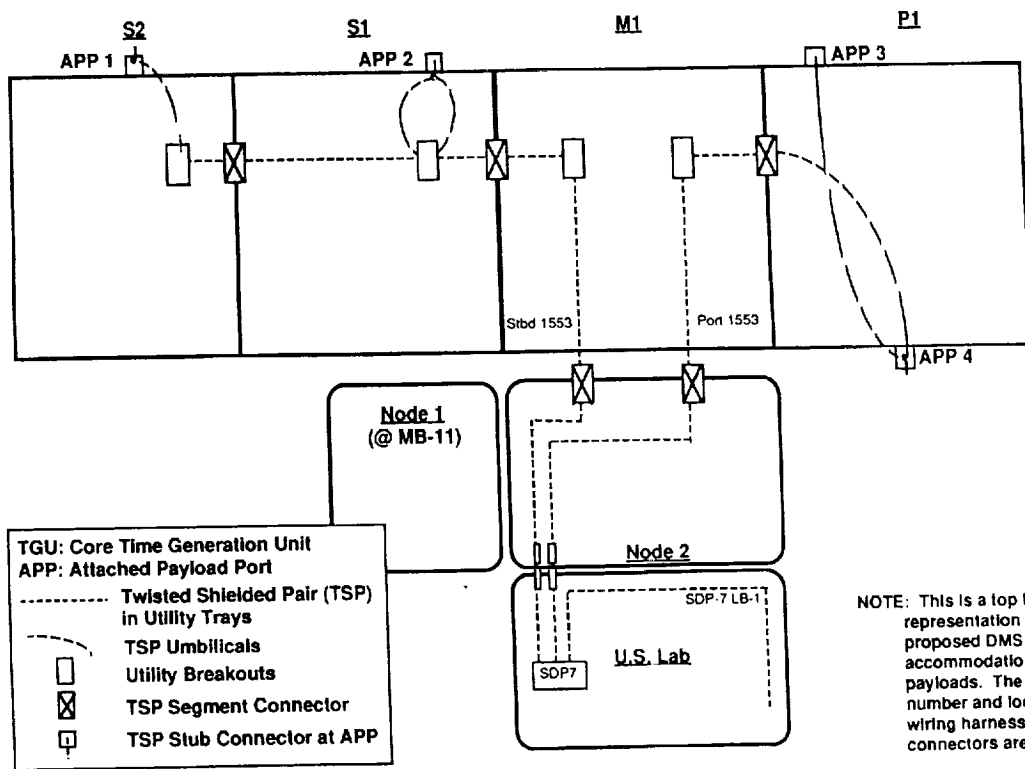 S2
S1
M1
P1
APP 1
APP 2
APP 3
Stbd 1553
Port 1553
APP 4
Node 1
(@ MB-11)
Node 2
TGU: Core Time Generation Unit
APP: Attached Payload Port
Twisted Shielded Pair (TSP)
in Utility Trays
TSP Umbilicals
Utility Breakouts
TSP Segment Connector
TSP Stub Connector at APP
SDP-7 LB-1
U.S. Lab
SDP7
NOTE: This is a top
representation
proposed DMS
accommodation
payloads. The
number and
wiring harness
connectors are